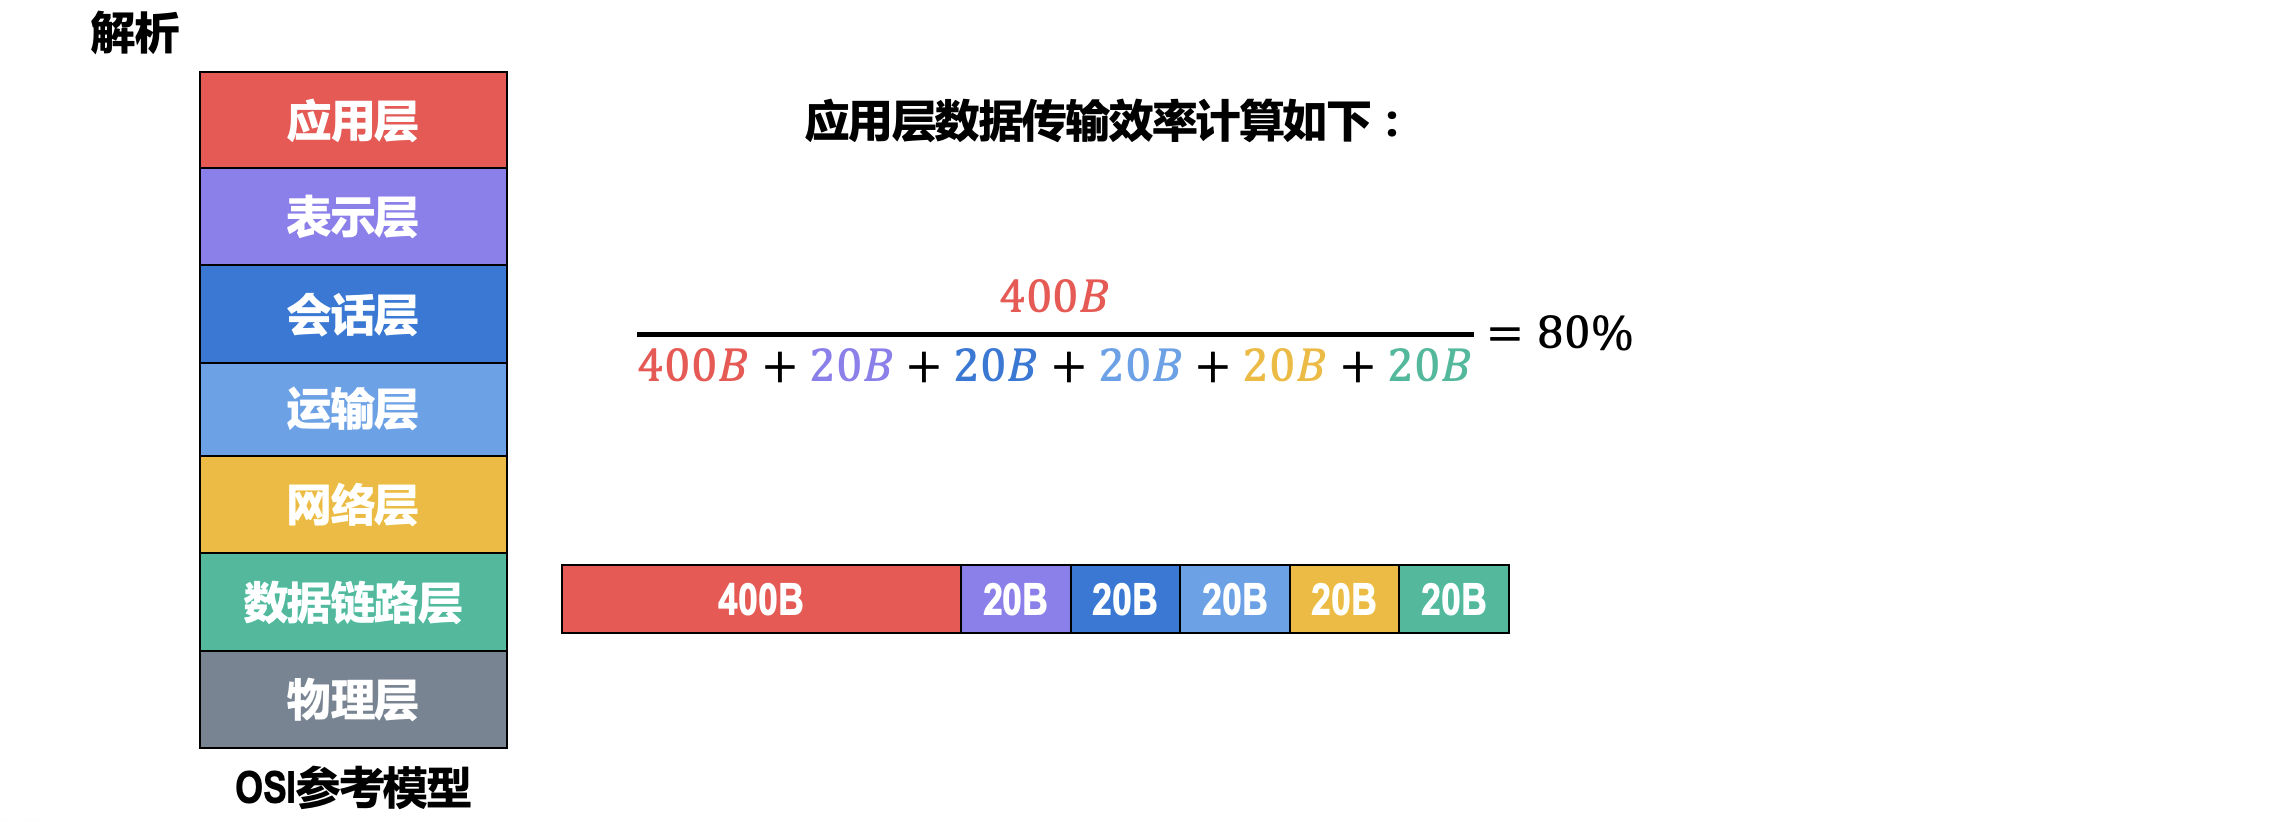 解析
应用层
表示层
会话层
运输层
网络层
数据链路层
物理层
OSI参考模型
应用层数据传输效率计算如下：
400B
400B + 20B + 20B + 20B + 20B + 20B
= 80%
400B 20B 20B 20B 20B 20B